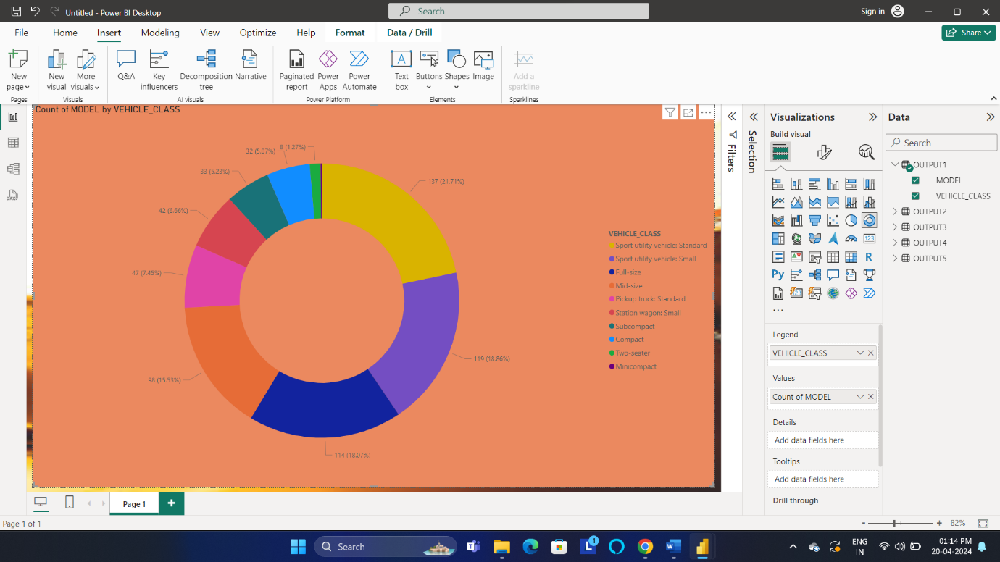 Untitled - Power BI Desktop
Search
Sign in
File Home Insert Modeling View Optimize Help Format Data / Drill
Share
New page
New visual
More visuals
Q&A
Key influencers
Decomposition tree
Narrative
Paginated report
Power Apps
Power Automate
Text box
A
Buttons
Shapes
Image
Add a sparkline
Pages
Visuals
AI visuals
Power Platform
Elements
Sparklines
Count of MODEL by VEHICLE_CLASS
8 (1.27%)
32 (5.07%)
33 (5.23%)
42 (6.66%)
47 (7.45%)
98 (15.53%)
114 (18.07%)
119 (18.86%)
137 (21.71%)
VEHICLE_CLASS
Sport utility vehicle: Standard
Sport utility vehicle: Small
Full-size
Mid-size
Pickup truck: Standard
Station wagon: Small
Subcompact
Compact
Two-seater
Minicompact
Filters
Selection
Visualizations
Build visual
123
R
Py
123
...
Legend
VEHICLE_CLASS
Values
Count of MODEL
Details
Add data fields here
Tooltips
Add data fields here
Drill through
Data
Search
OUTPUT1
MODEL
VEHICLE_CLASS
OUTPUT2
OUTPUT3
OUTPUT4
OUTPUT5
DAX
Page 1
+
Page 1 of 1
- + 82%
Search
L
1
W
ENG
IN
01:14 PM
20-04-2024